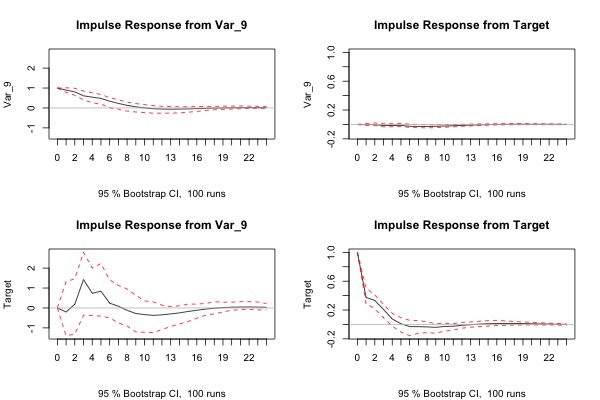 Impulse Response from Var_9
Impulse Response from Target
Var_9
-1 0 1 2
0 2 4 6 8 10 13 16 19 22
95 % Bootstrap CI, 100 runs
Var_9
-0.2 0.2 0.6 1.0
0 2 4 6 8 10 13 16 19 22
95 % Bootstrap CI, 100 runs
Impulse Response from Var_9
Impulse Response from Target
Target
-1 0 1 2
0 2 4 6 8 10 13 16 19 22
95 % Bootstrap CI, 100 runs
Target
-0.2 0.2 0.6 1.0
0 2 4 6 8 10 13 16 19 22
95 % Bootstrap CI, 100 runs